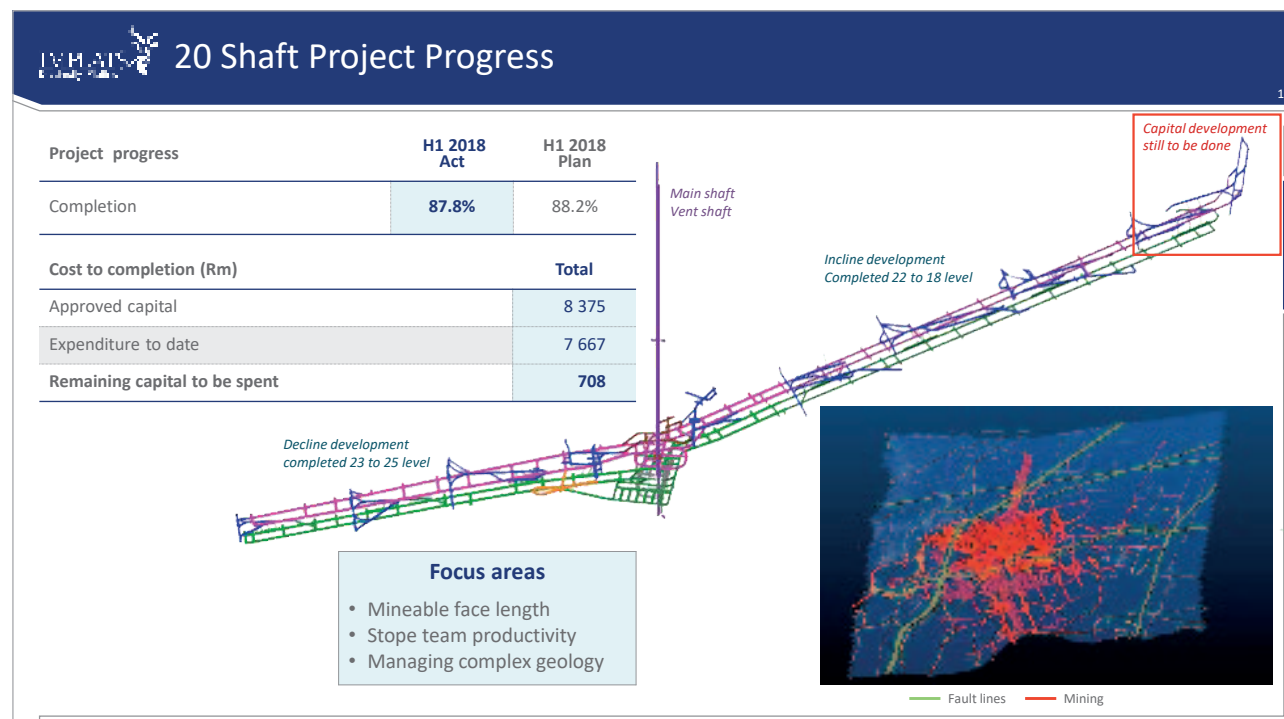 20 Shaft Project Progress
1
Project progress
H1 2018
Act
H1 2018
Plan
Completion
87.8%
88.2%
Cost to completion (Rm)
Total
Approved capital
8 375
Expenditure to date
7 667
Remaining capital to be spent
708
Main shaft
Vent shaft
Capital development
still to be done
Incline development
Completed 22 to 18 level
Decline development
completed 23 to 25 level
Focus areas
• Mineable face length
• Stope team productivity
• Managing complex geology
Fault lines
Mining